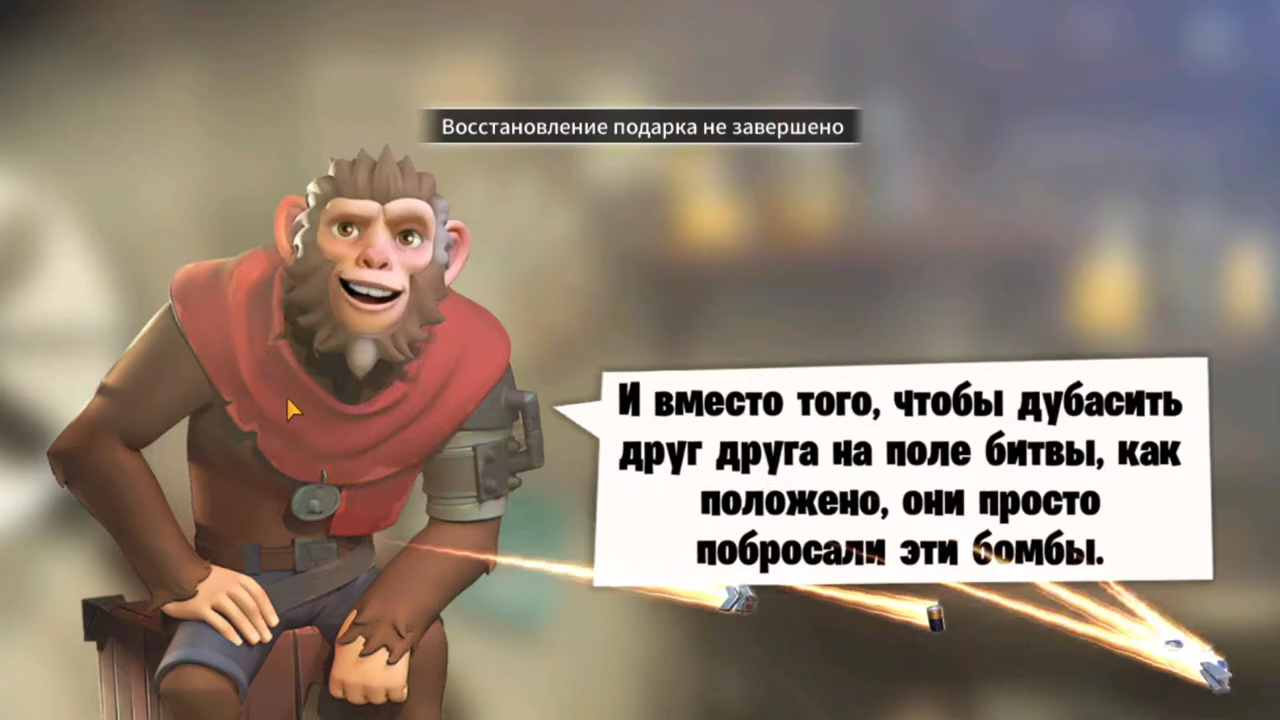 Восстановление подарка не завершено
И вместо того, чтобы дубасить
друг друга на поле битвы, как
положено, они просто
побросали эти бомбы.